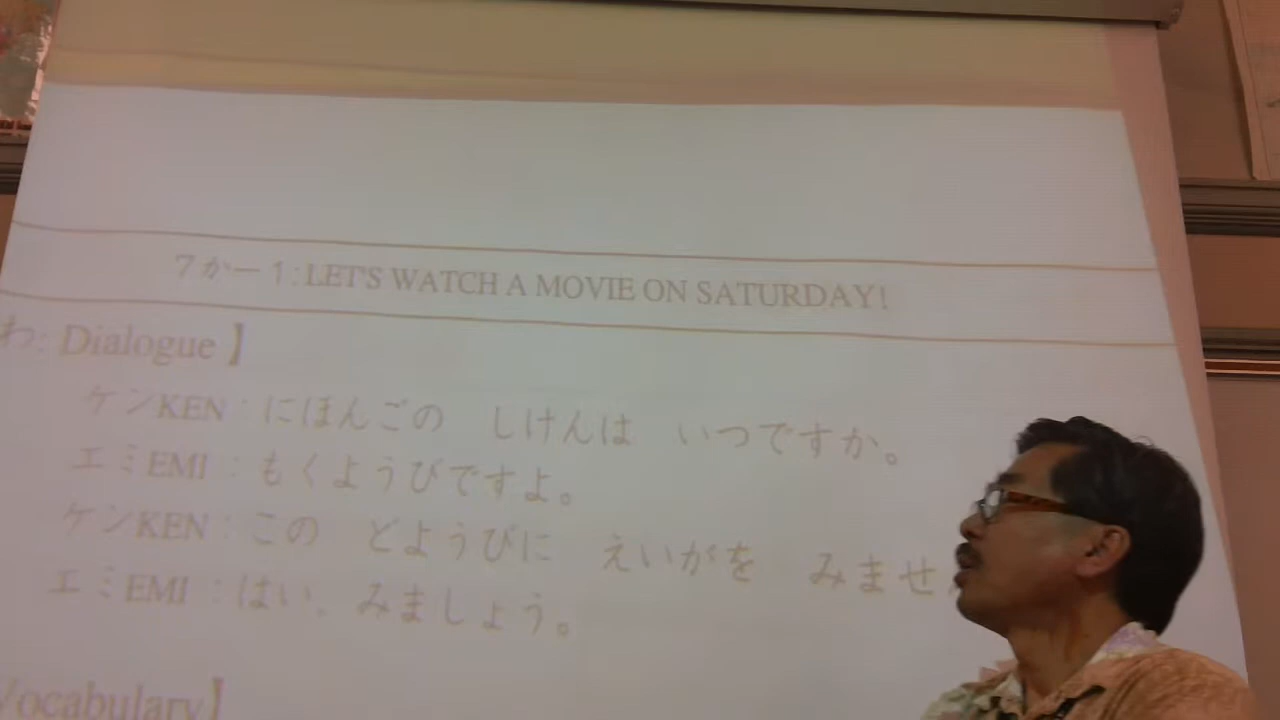 7か－1: LET'S WATCH A MOVIE ON SATURDAY!
わ: Dialogue】
ケンKEN : にほんごの しけんは いつですか。
エミEMI : もくようびですよ。
ケンKEN : この どようびに えいがを みませ
エミEMI : はい、みましょう。
Vocabulary】